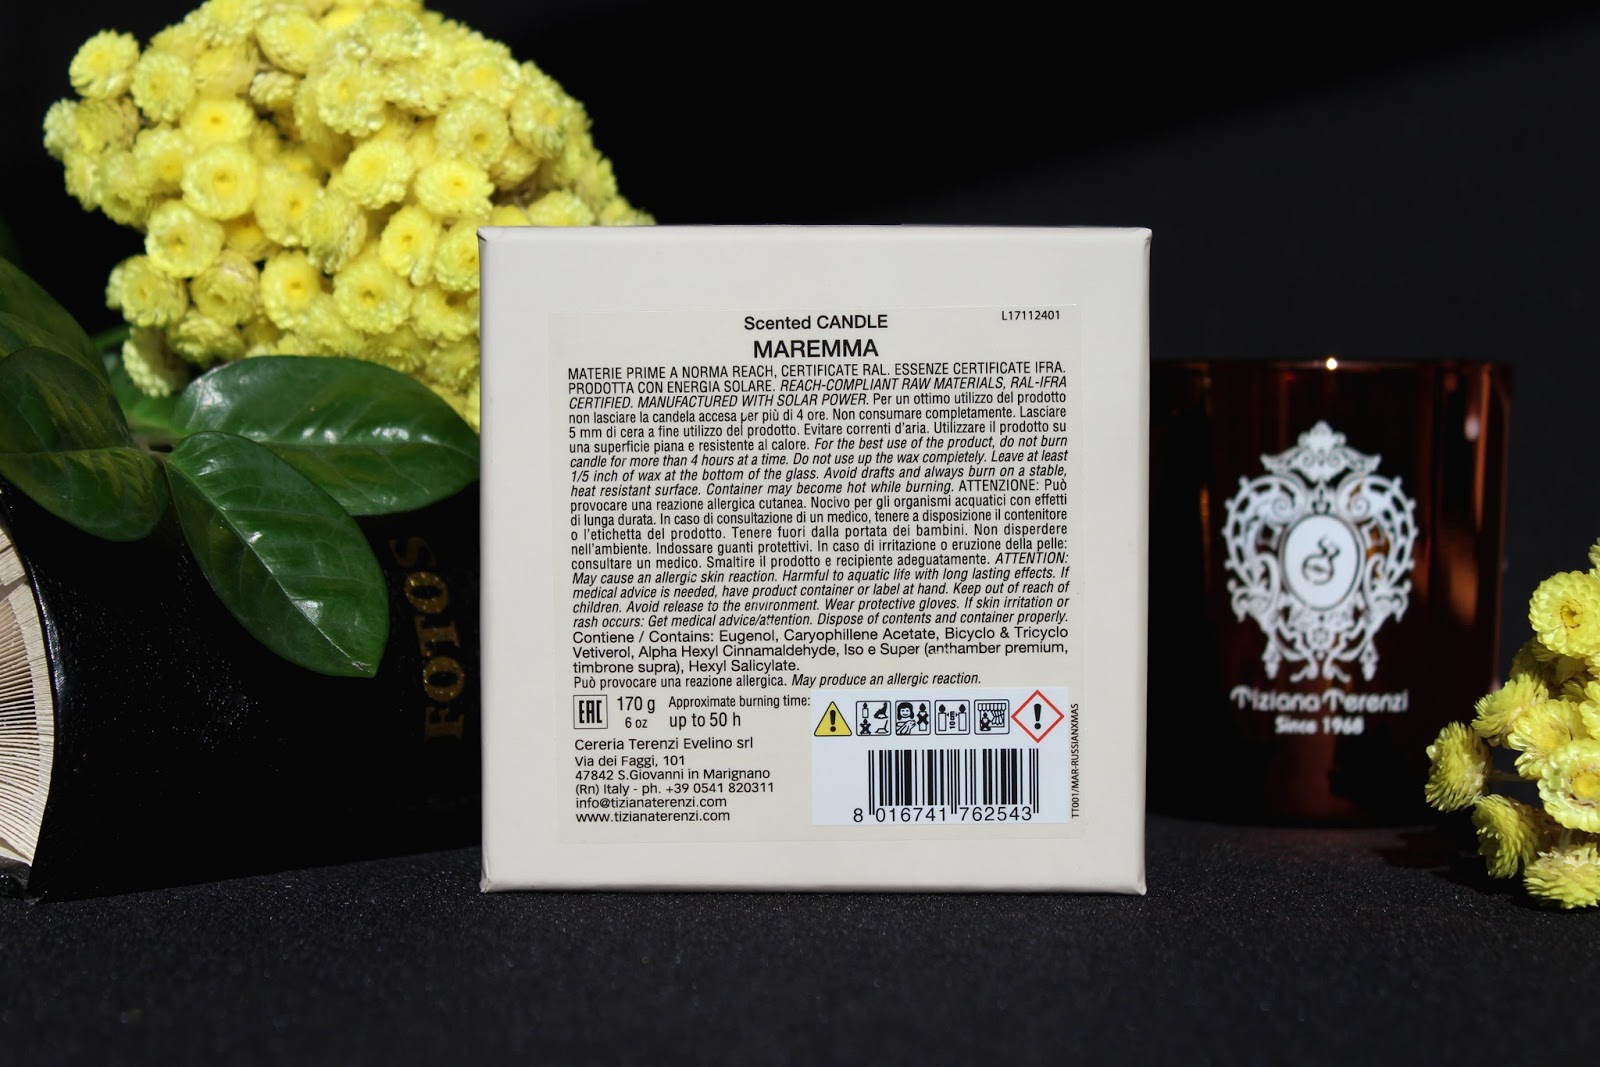 Scented CANDLE
L17112401
MAREMMA
MATERIE PRIME A NORMA REACH, CERTIFICATE RAL. ESSENZE CERTIFICATE IFRA.
PRODOTTA CON ENERGIA SOLARE. REACH-COMPLIANT RAW MATERIALS, RAL-IFRA
CERTIFIED. MANUFACTURED WITH SOLAR POWER. Per un ottimo utilizzo del prodotto
non lasciare la candela accesa per più di 4 ore. Non consumare completamente. Lasciare
5 mm di cera a fine utilizzo del prodotto. Evitare correnti d'aria. Utilizzare il prodotto su
una superficie piana e resistente al calore. For the best use of the product, do not burn
candle for more than 4 hours at a time. Do not use up the wax completely. Leave at least
1/5 inch of wax at the bottom of the glass. Avoid drafts and always burn on a stable,
heat resistant surface. Container may become hot while burning. ATTENZIONE: Può
provocare una reazione allergica cutanea. Nocivo per gli organismi acquatici con effetti
di lunga durata. In caso di consultazione di un medico, tenere a disposizione il contenitore
o l'etichetta del prodotto. Tenere fuori dalla portata dei bambini. Non disperdere
nell'ambiente. Indossare guanti protettivi. In caso di irritazione o eruzione della pelle:
consultare un medico. Smaltire il prodotto e recipiente adeguatamente. ATTENTION:
May cause an allergic skin reaction. Harmful to aquatic life with long lasting effects. If
medical advice is needed, have product container or label at hand. Keep out of reach of
children. Avoid release to the environment. Wear protective gloves. If skin irritation or
rash occurs: Get medical advice/attention. Dispose of contents and container properly.
Contiene / Contains: Eugenol, Caryophillene Acetate, Bicyclo & Tricyclo
Vetiverol, Alpha Hexyl Cinnamaldehyde, Iso e Super (anthamber premium,
timbrone supra), Hexyl Salicylate.
Può provocare una reazione allergica. May produce an allergic reaction.
EAC
170 g
6 oz
Approximate burning time:
up to 50 h
Cereria Terenzi Evelino srl
Via dei Faggi, 101
47842 S.Giovanni in Marignano
(Rn) Italy - ph. +39 0541 820311
info@tizianaterenzi.com
www.tizianaterenzi.com
8 016741 762543
TT001/MAR-RUSSIANXMAS
FOTOS
Tiziana Terenzi
Since 1968